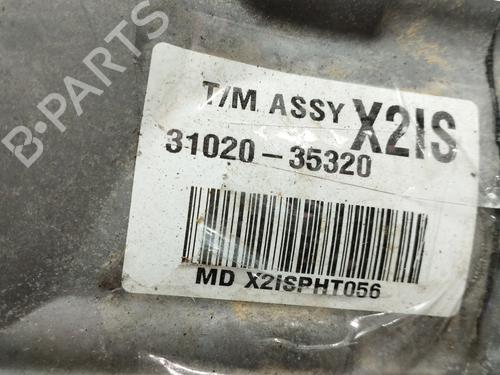 B-PARTS
T/M ASSY X2IS
31020-35320
MD X2ISPHT056